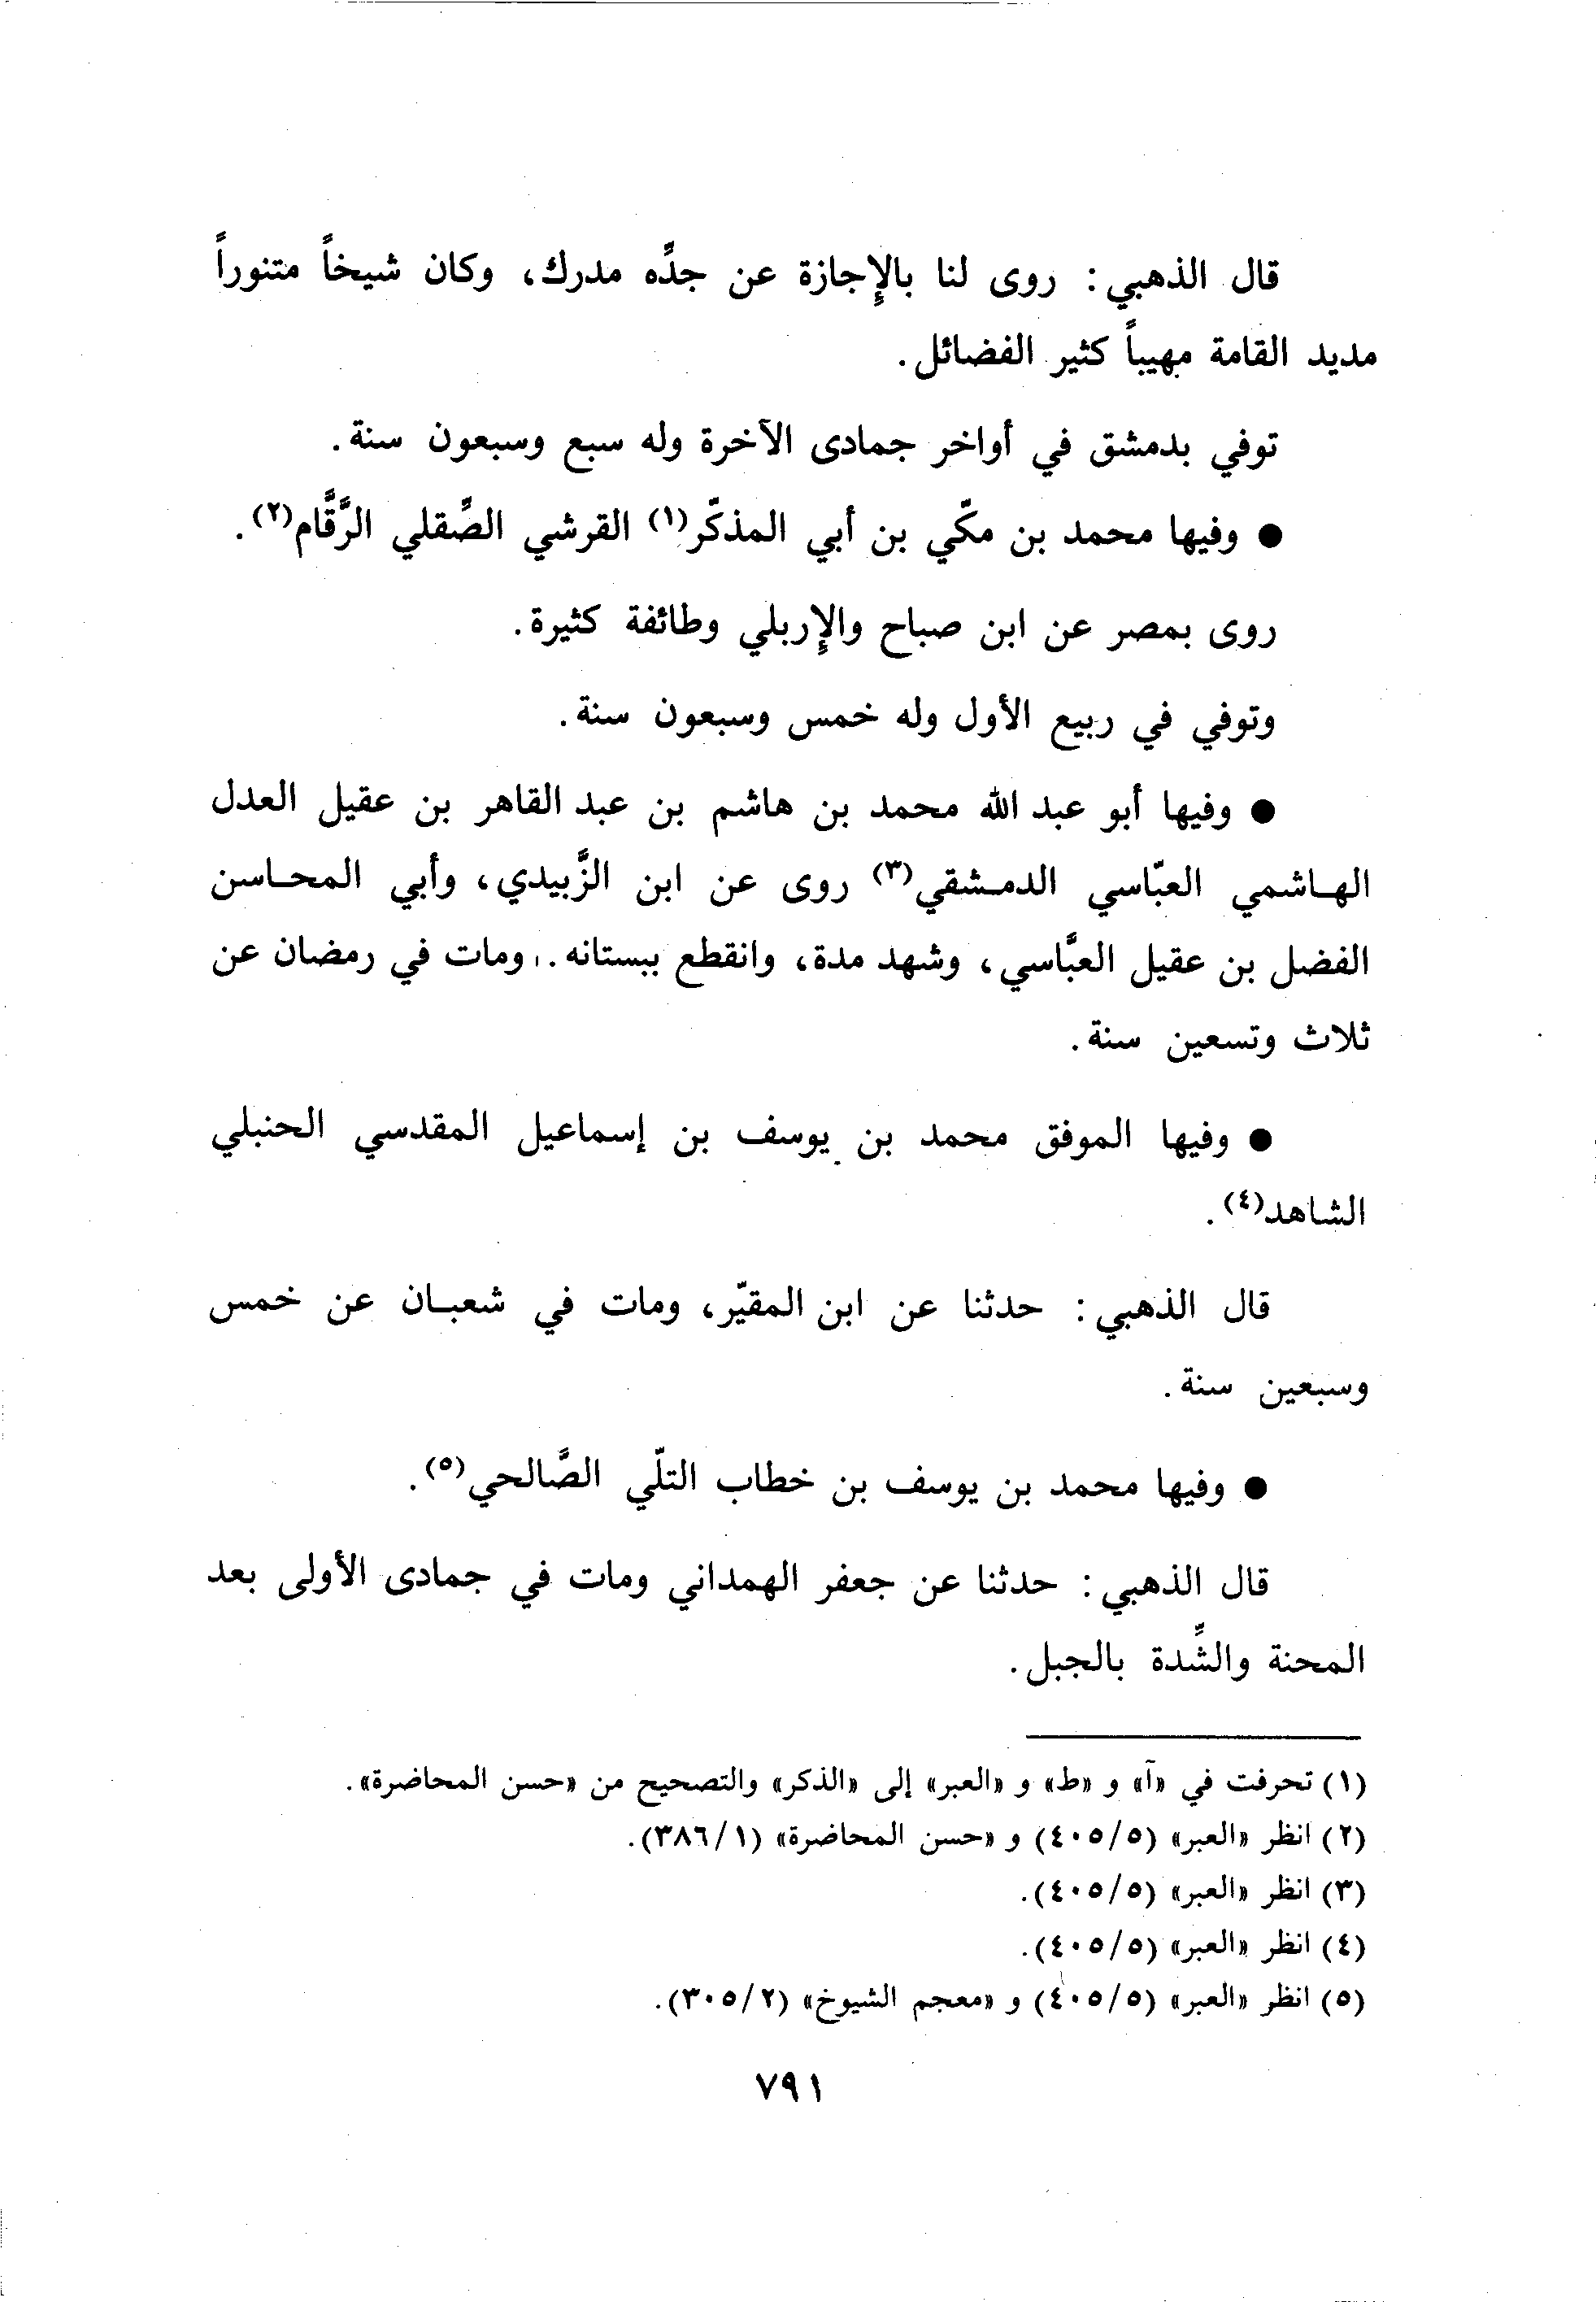 قال الذهبي: روى لنا بالإِجازة عن جدِّه مدرك، وكان شيخاً متنوراً
مديد القامة مهيباً كثير الفضائل.
توفي بدمشق في أواخر جمادى الآخرة وله سبع وسبعون سنة.
● وفيها محمد بن مكّي بن أبي المذكّر(١) القرشي الصِّقلي الرَّقَّام(٢).
روى بمصر عن ابن صباح والإِربلي وطائفة كثيرة.
وتوفي في ربيع الأول وله خمس وسبعون سنة.
● وفيها أبو عبد الله محمد بن هاشم بن عبد القاهر بن عقيل العدل
الهاشمي العبّاسي الدمشقي(٣) روى عن ابن الزَّبيدي، وأبي المحاسن
الفضل بن عقيل العبَّاسي، وشهد مدة، وانقطع ببستانه. ومات في رمضان عن
ثلاث وتسعين سنة.
● وفيها الموفق محمد بن يوسف بن إسماعيل المقدسي الحنبلي
الشاهد(٤).
قال الذهبي: حدثنا عن ابن المقيّر، ومات في شعبان عن خمس
وسبعين سنة.
● وفيها محمد بن يوسف بن خطاب التلّي الصَّالحي(٥).
قال الذهبي: حدثنا عن جعفر الهمداني ومات في جمادى الأولى بعد
المحنة والشِّدة بالجبل.
(١) تحرفت في «آ» و «ط» و «العبر» إلى «الذكر» والتصحيح من «حسن المحاضرة».
(٢) انظر «العبر» (٤٠٥/٥) و «حسن المحاضرة» (٣٨٦/١).
(٣) انظر «العبر» (٤٠٥/٥).
(٤) انظر «العبر» (٤٠٥/٥).
(٥) انظر «العبر» (٤٠٥/٥) و «معجم الشيوخ» (٣٠٥/٢).
٧٩١